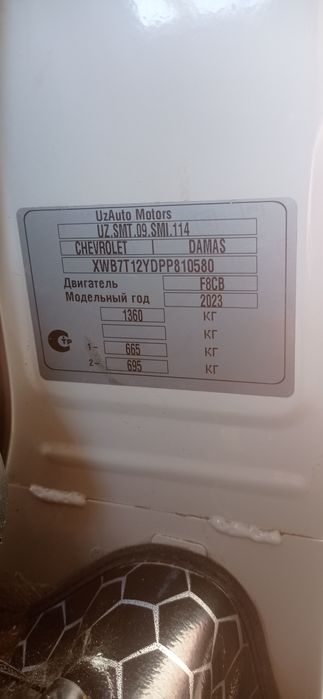 UzAuto Motors
UZ.SMT.09.SMI.114
CHEVROLET DAMAS
XWB7T12YDPP810580
Двигатель F8CB
Модельный год 2023
1360 КГ
КГ
1– 665 КГ
2– 695 КГ